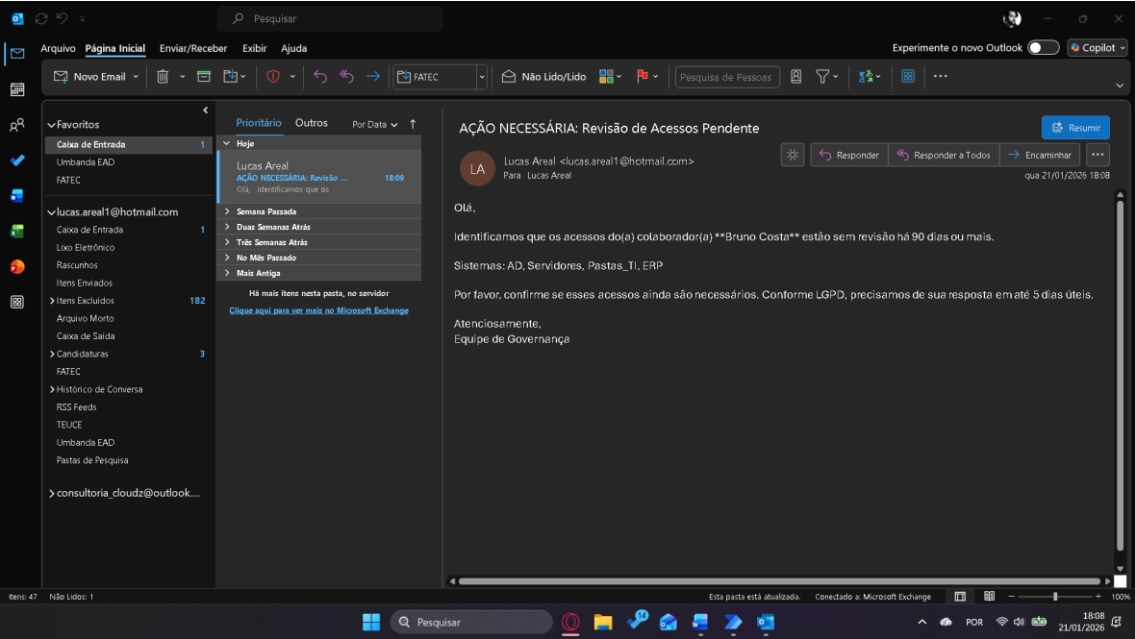 Pesquisar
Arquivo Página Inicial Enviar/Receber Exibir Ajuda
Experimente o novo Outlook Copilot
Novo Email FATEC Não Lido/Lido Pesquisa de Pessoas
Favoritos
Caixa de Entrada 1
Umbanda EAD
FATEC
lucas.areal1@hotmail.com
Caixa de Entrada 1
Lixo Eletrônico
Rascunhos
Itens Enviados
Itens Excluídos 182
Arquivo Morto
Caixa de Saída
Candidaturas 3
FATEC
Histórico de Conversa
RSS Feeds
TEUCE
Umbanda EAD
Pastas de Pesquisa
consultoria_cloudz@outlook....
Prioritário Outros Por Data
Hoje
Lucas Areal
AÇÃO NECESSÁRIA: Revisão ... 18:09
Olá, Identificamos que os
Semana Passada
Duas Semanas Atrás
Três Semanas Atrás
No Mês Passado
Mais Antiga
Há mais itens nesta pasta, no servidor
Clique aqui para ver mais no Microsoft Exchange
AÇÃO NECESSÁRIA: Revisão de Acessos Pendente
Resumir
LA
Lucas Areal <lucas.areal1@hotmail.com>
Para Lucas Areal
Responder Responder a Todos Encaminhar
qua 21/01/2026 18:08
Olá,
Identificamos que os acessos do(a) colaborador(a) **Bruno Costa** estão sem revisão há 90 dias ou mais.
Sistemas: AD, Servidores, Pastas_TI, ERP
Por favor, confirme se esses acessos ainda são necessários. Conforme LGPD, precisamos de sua resposta em até 5 dias úteis.
Atenciosamente,
Equipe de Governança
Itens: 47 Não Lidos: 1
Esta pasta está atualizada. Conectado a: Microsoft Exchange 100%
Pesquisar
POR
18:08
21/01/2026